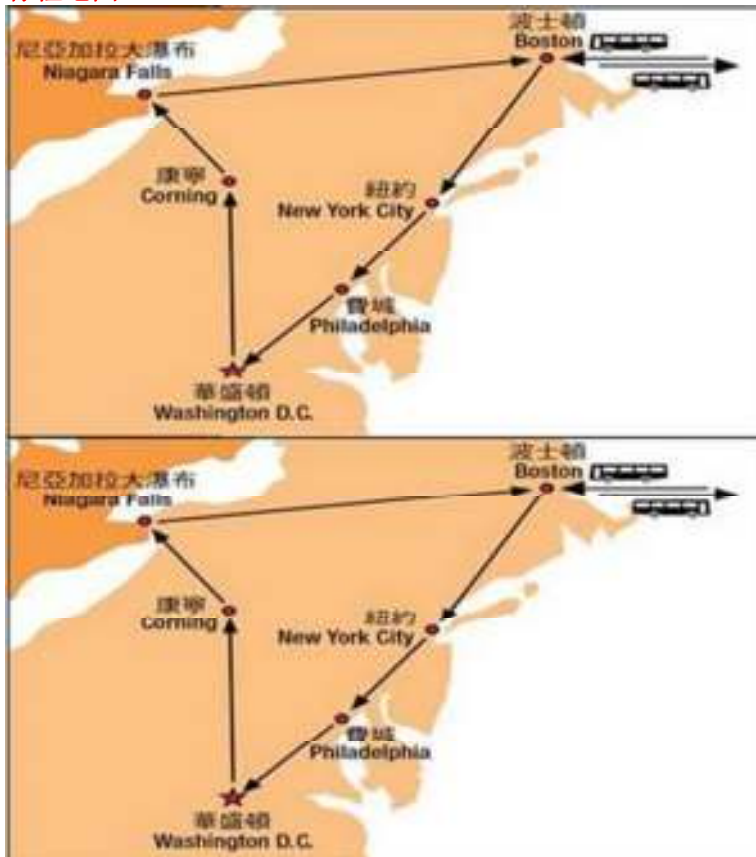 波士頓
Boston
尼亞加拉大瀑布
Niagara Falls
康寧
Corning
紐約
New York City
費城
Philadelphia
華盛頓
Washington D.C.
波士頓
Boston
尼亞加拉大瀑布
Niagara Falls
康寧
Corning
紐約
New York City
費城
Philadelphia
華盛頓
Washington D.C.